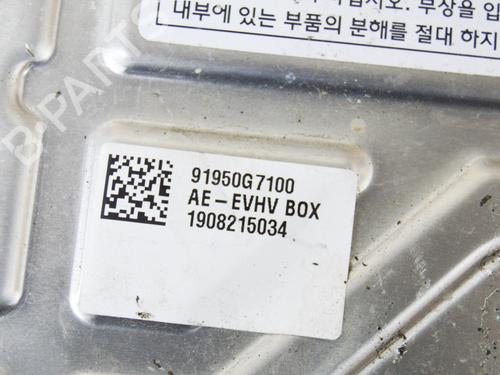 내부에 있는 부품의 분해를 절대 하지
91950G7100
AE-EVHV BOX
1908215034
B-PARTS